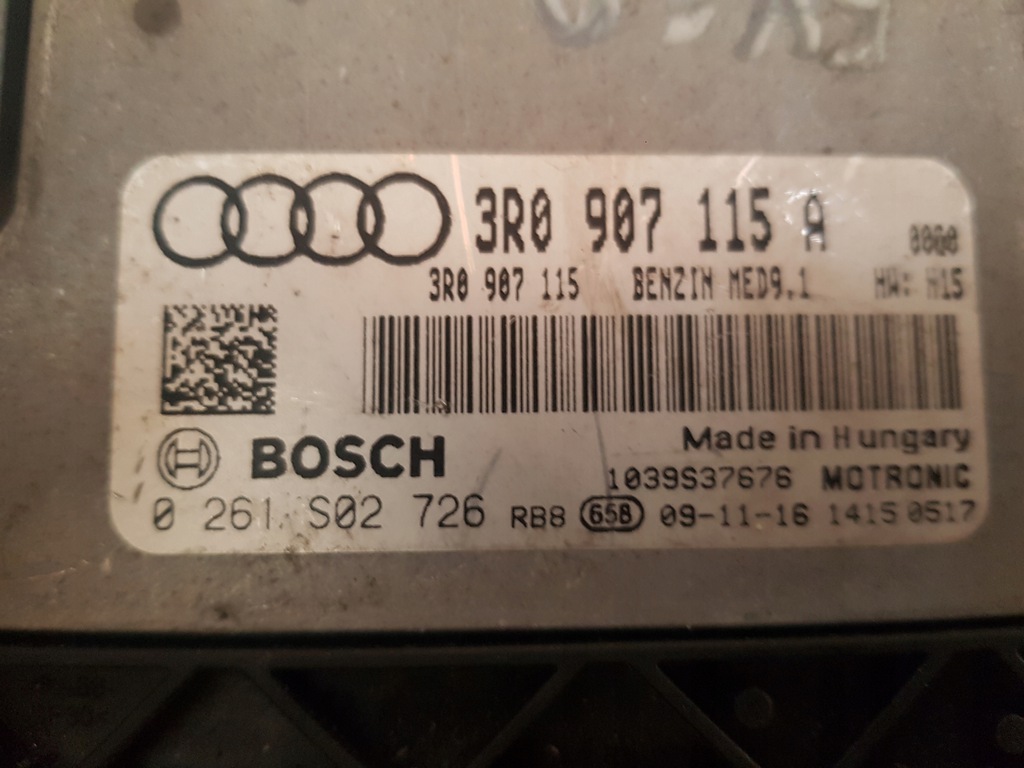 3R0 907 115 A 0060
3R0 907 115 BENZIN MED9.1 HW: H15
BOSCH
Made in Hungary
1039S37676 MOTRONIC
0 261 S02 726 RB8 658 09-11-16 1415 0517